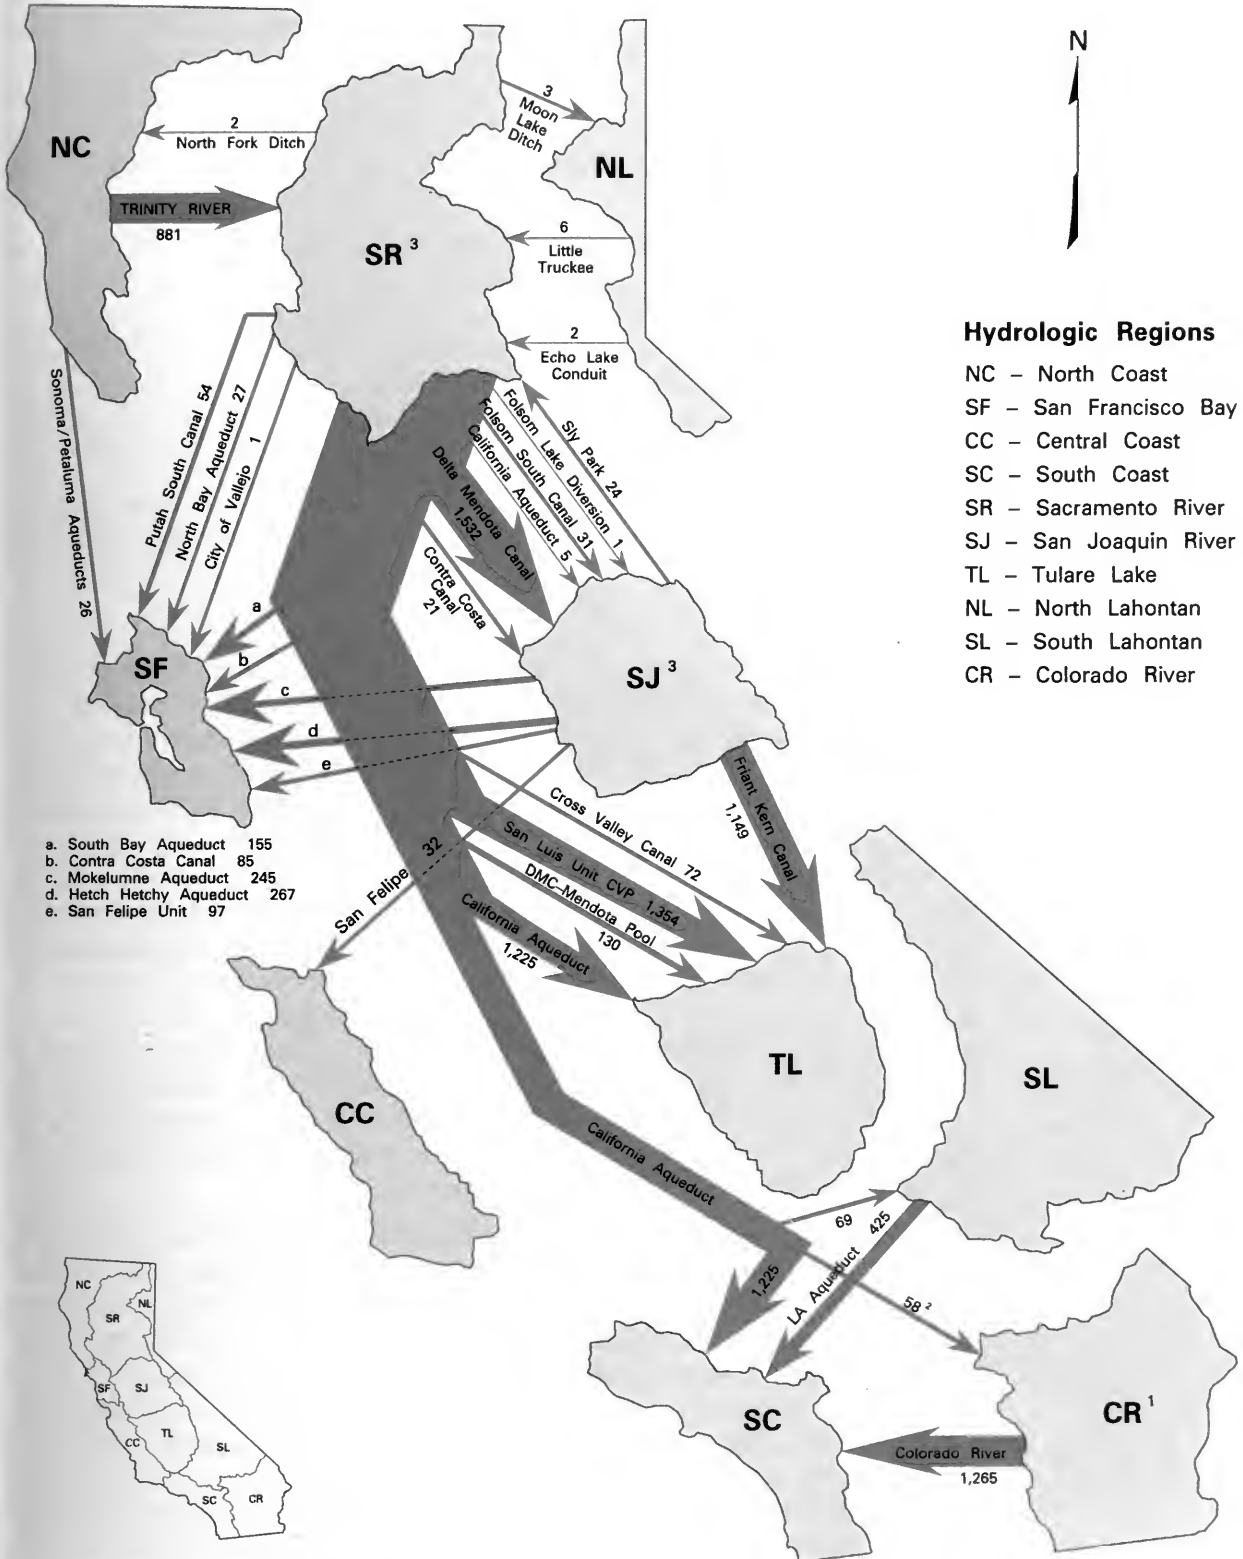 N
NC
2
North Fork Ditch
TRINITY RIVER
881
SR 3
3
Moon
Lake
Ditch
NL
6
Little
Truckee
2
Echo Lake
Conduit
Hydrologic Regions
NC – North Coast
SF – San Francisco Bay
CC – Central Coast
SC – South Coast
SR – Sacramento River
SJ – San Joaquin River
TL – Tulare Lake
NL – North Lahontan
SL – South Lahontan
CR – Colorado River
Sonoma/Petaluma Aqueducts 26
Putah South Canal 54
North Bay Aqueduct 27
City of Vallejo 1
Delta Mendota Canal
1,532
Contra Costa
Canal
21
California Aqueduct 5
Folsom South Canal 31
Folsom Lake Diversion 1
Sly Park 24
SF
a
b
c
d
e
SJ 3
a. South Bay Aqueduct 155
b. Contra Costa Canal 85
c. Mokelumne Aqueduct 245
d. Hetch Hetchy Aqueduct 267
e. San Felipe Unit 97
San Felipe 32
Cross Valley Canal 72
San Luis Unit CVP 1,354
DMC–Mendota Pool
130
California Aqueduct
1,225
Friant Kern Canal
1,149
CC
TL
SL
California Aqueduct
69
LA Aqueduct 425
1,225
58 2
SC
CR 1
Colorado River
1,265
NC
SR
NL
SF
SJ
CC
TL
SL
SC
CR